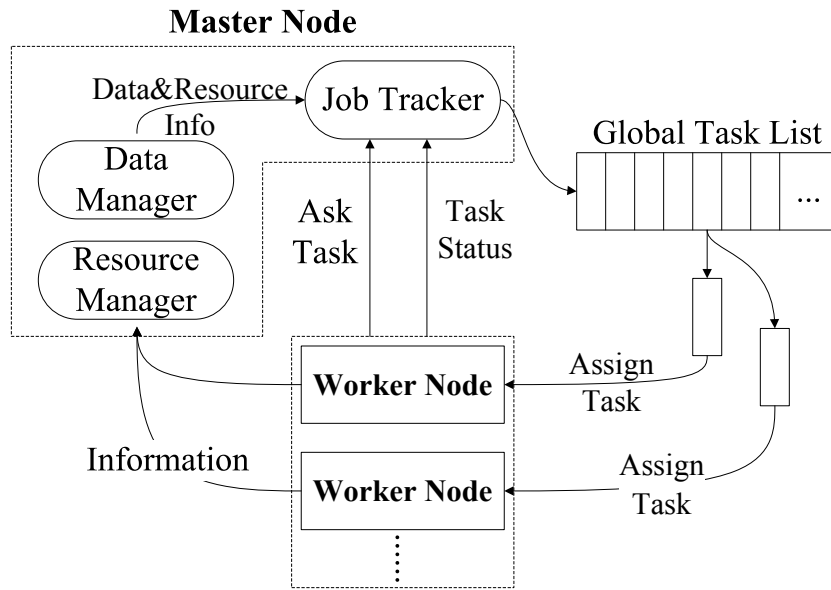 Master Node
Data&Resource
Info
Job Tracker
Data
Manager
Resource
Manager
Ask
Task
Task
Status
Global Task List
...
Worker Node
Assign
Task
Information
Worker Node
Assign
Task